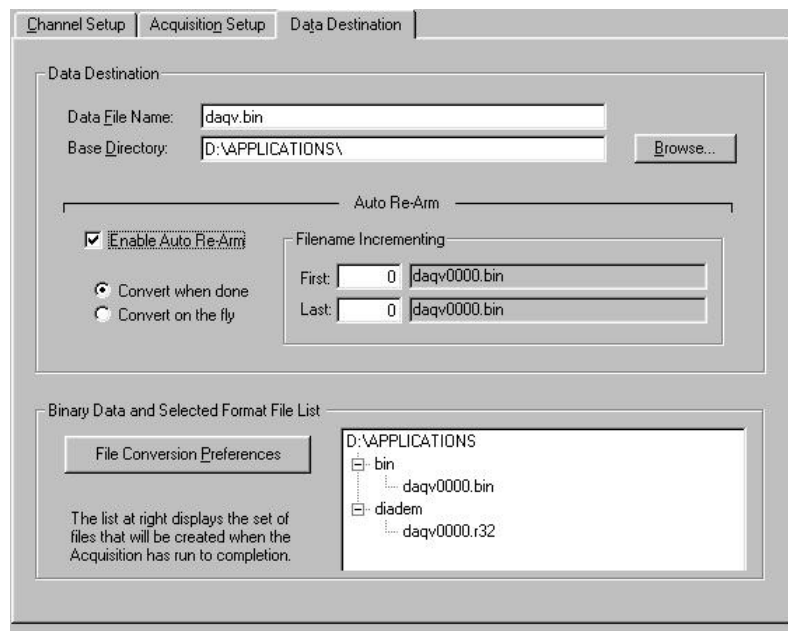 Channel Setup Acquisition Setup Data Destination
Data Destination
Data File Name: daqv.bin
Base Directory: D:\APPLICATIONS\ Browse...
Auto Re-Arm
Enable Auto Re-Arm
Filename Incrementing
First: 0 daqv0000.bin
Convert when done
Last: 0 daqv0000.bin
Convert on the fly
Binary Data and Selected Format File List
File Conversion Preferences
The list at right displays the set of
files that will be created when the
Acquisition has run to completion.
D:\APPLICATIONS
bin
daqv0000.bin
diadem
daqv0000.r32